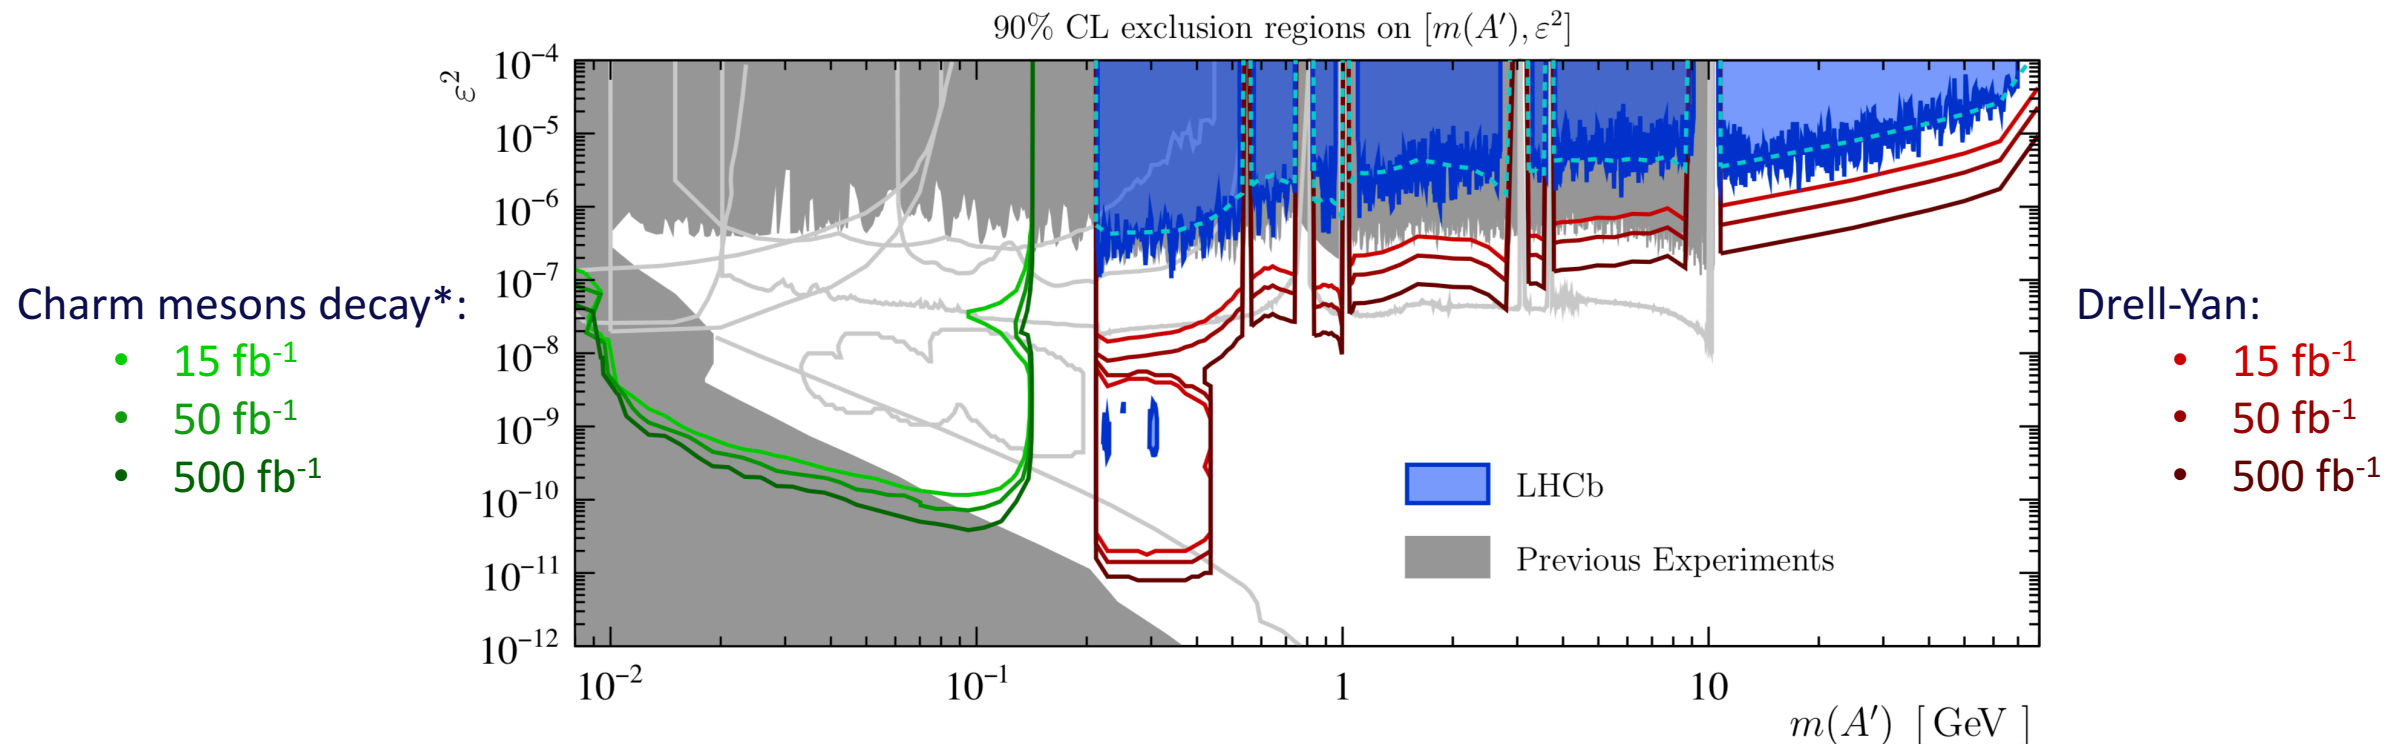 90% CL exclusion regions on [m(A′), ε²]
ε²
10⁻⁴
10⁻⁵
10⁻⁶
10⁻⁷
10⁻⁸
10⁻⁹
10⁻¹⁰
10⁻¹¹
10⁻¹²
Charm mesons decay*:
• 15 fb⁻¹
• 50 fb⁻¹
• 500 fb⁻¹
LHCb
Previous Experiments
Drell-Yan:
• 15 fb⁻¹
• 50 fb⁻¹
• 500 fb⁻¹
10⁻² 10⁻¹ 1 10
m(A′) [ GeV ]